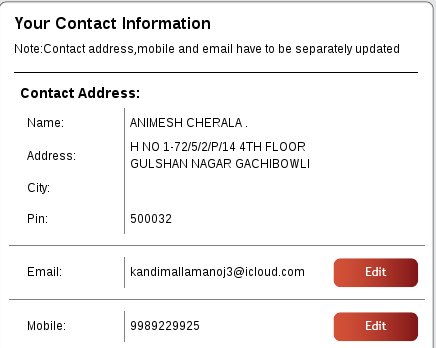 Your Contact Information
Note:Contact address,mobile and email have to be separately updated
Contact Address:
Name: ANIMESH CHERALA .
Address: H NO 1-72/5/2/P/14 4TH FLOOR
GULSHAN NAGAR GACHIBOWLI
City:
Pin: 500032
Email: kandimallamanoj3@icloud.com Edit
Mobile: 9989229925 Edit